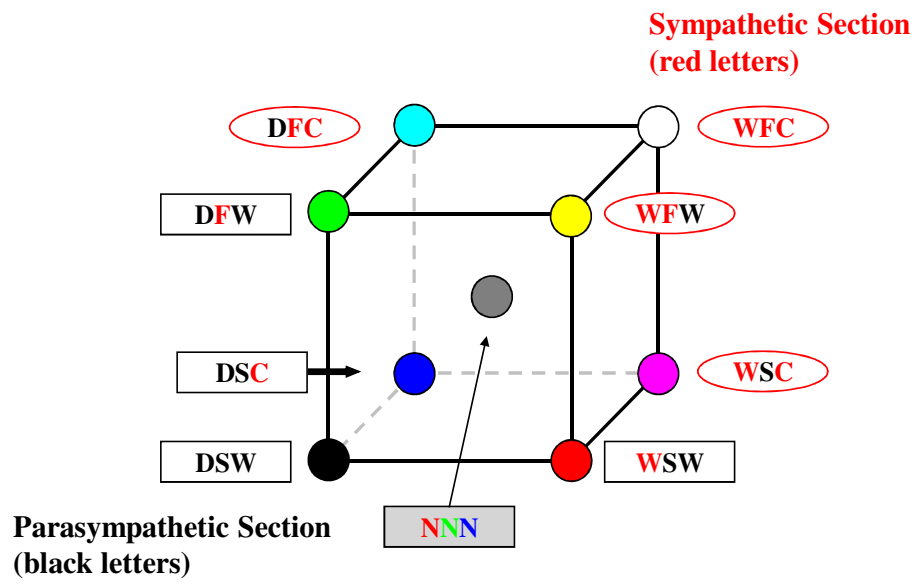 Sympathetic Section
(red letters)
DFC
WFC
DFW
WFW
DSC
WSC
DSW
WSW
NNN
Parasympathetic Section
(black letters)